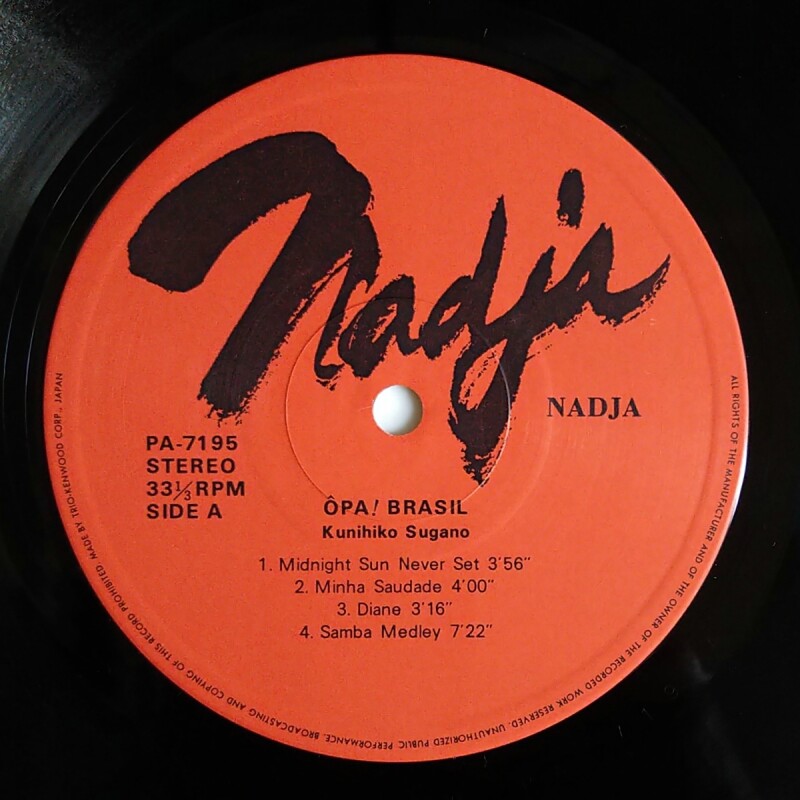 Nadja
NADJA
PA-7195
STEREO
33⅓ RPM
SIDE A
ÔPA! BRASIL
Kunihiko Sugano
1. Midnight Sun Never Set 3'56"
2. Minha Saudade 4'00"
3. Diane 3'16"
4. Samba Medley 7'22"
ALL RIGHTS OF THE MANUFACTURER AND OF THE OWNER OF THE RECORDED WORK RESERVED. UNAUTHORIZED PUBLIC PERFORMANCE, BROADCASTING AND COPYING OF THIS RECORD PROHIBITED. MADE BY TRIO-KENWOOD CORP., JAPAN